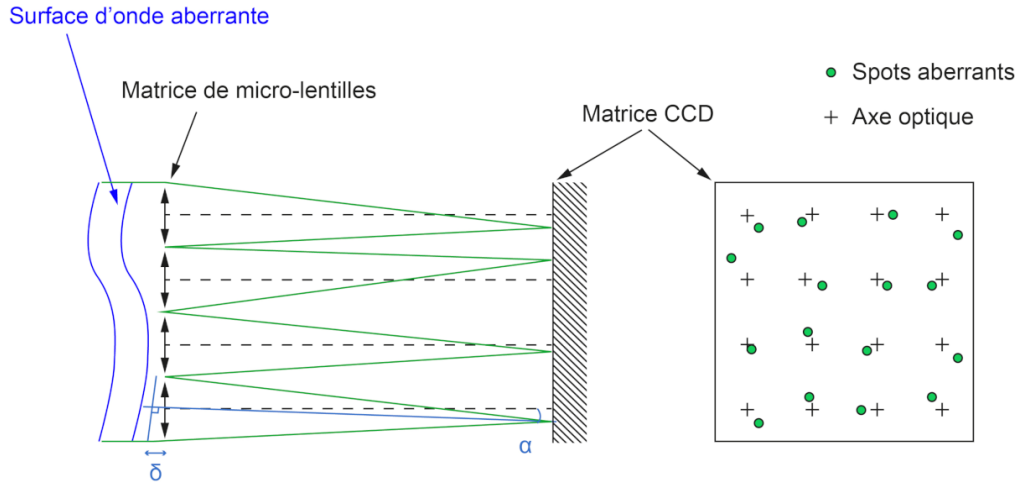 Surface d'onde aberrante
Matrice de micro-lentilles
Matrice CCD
Spots aberrants
Axe optique
α
δ